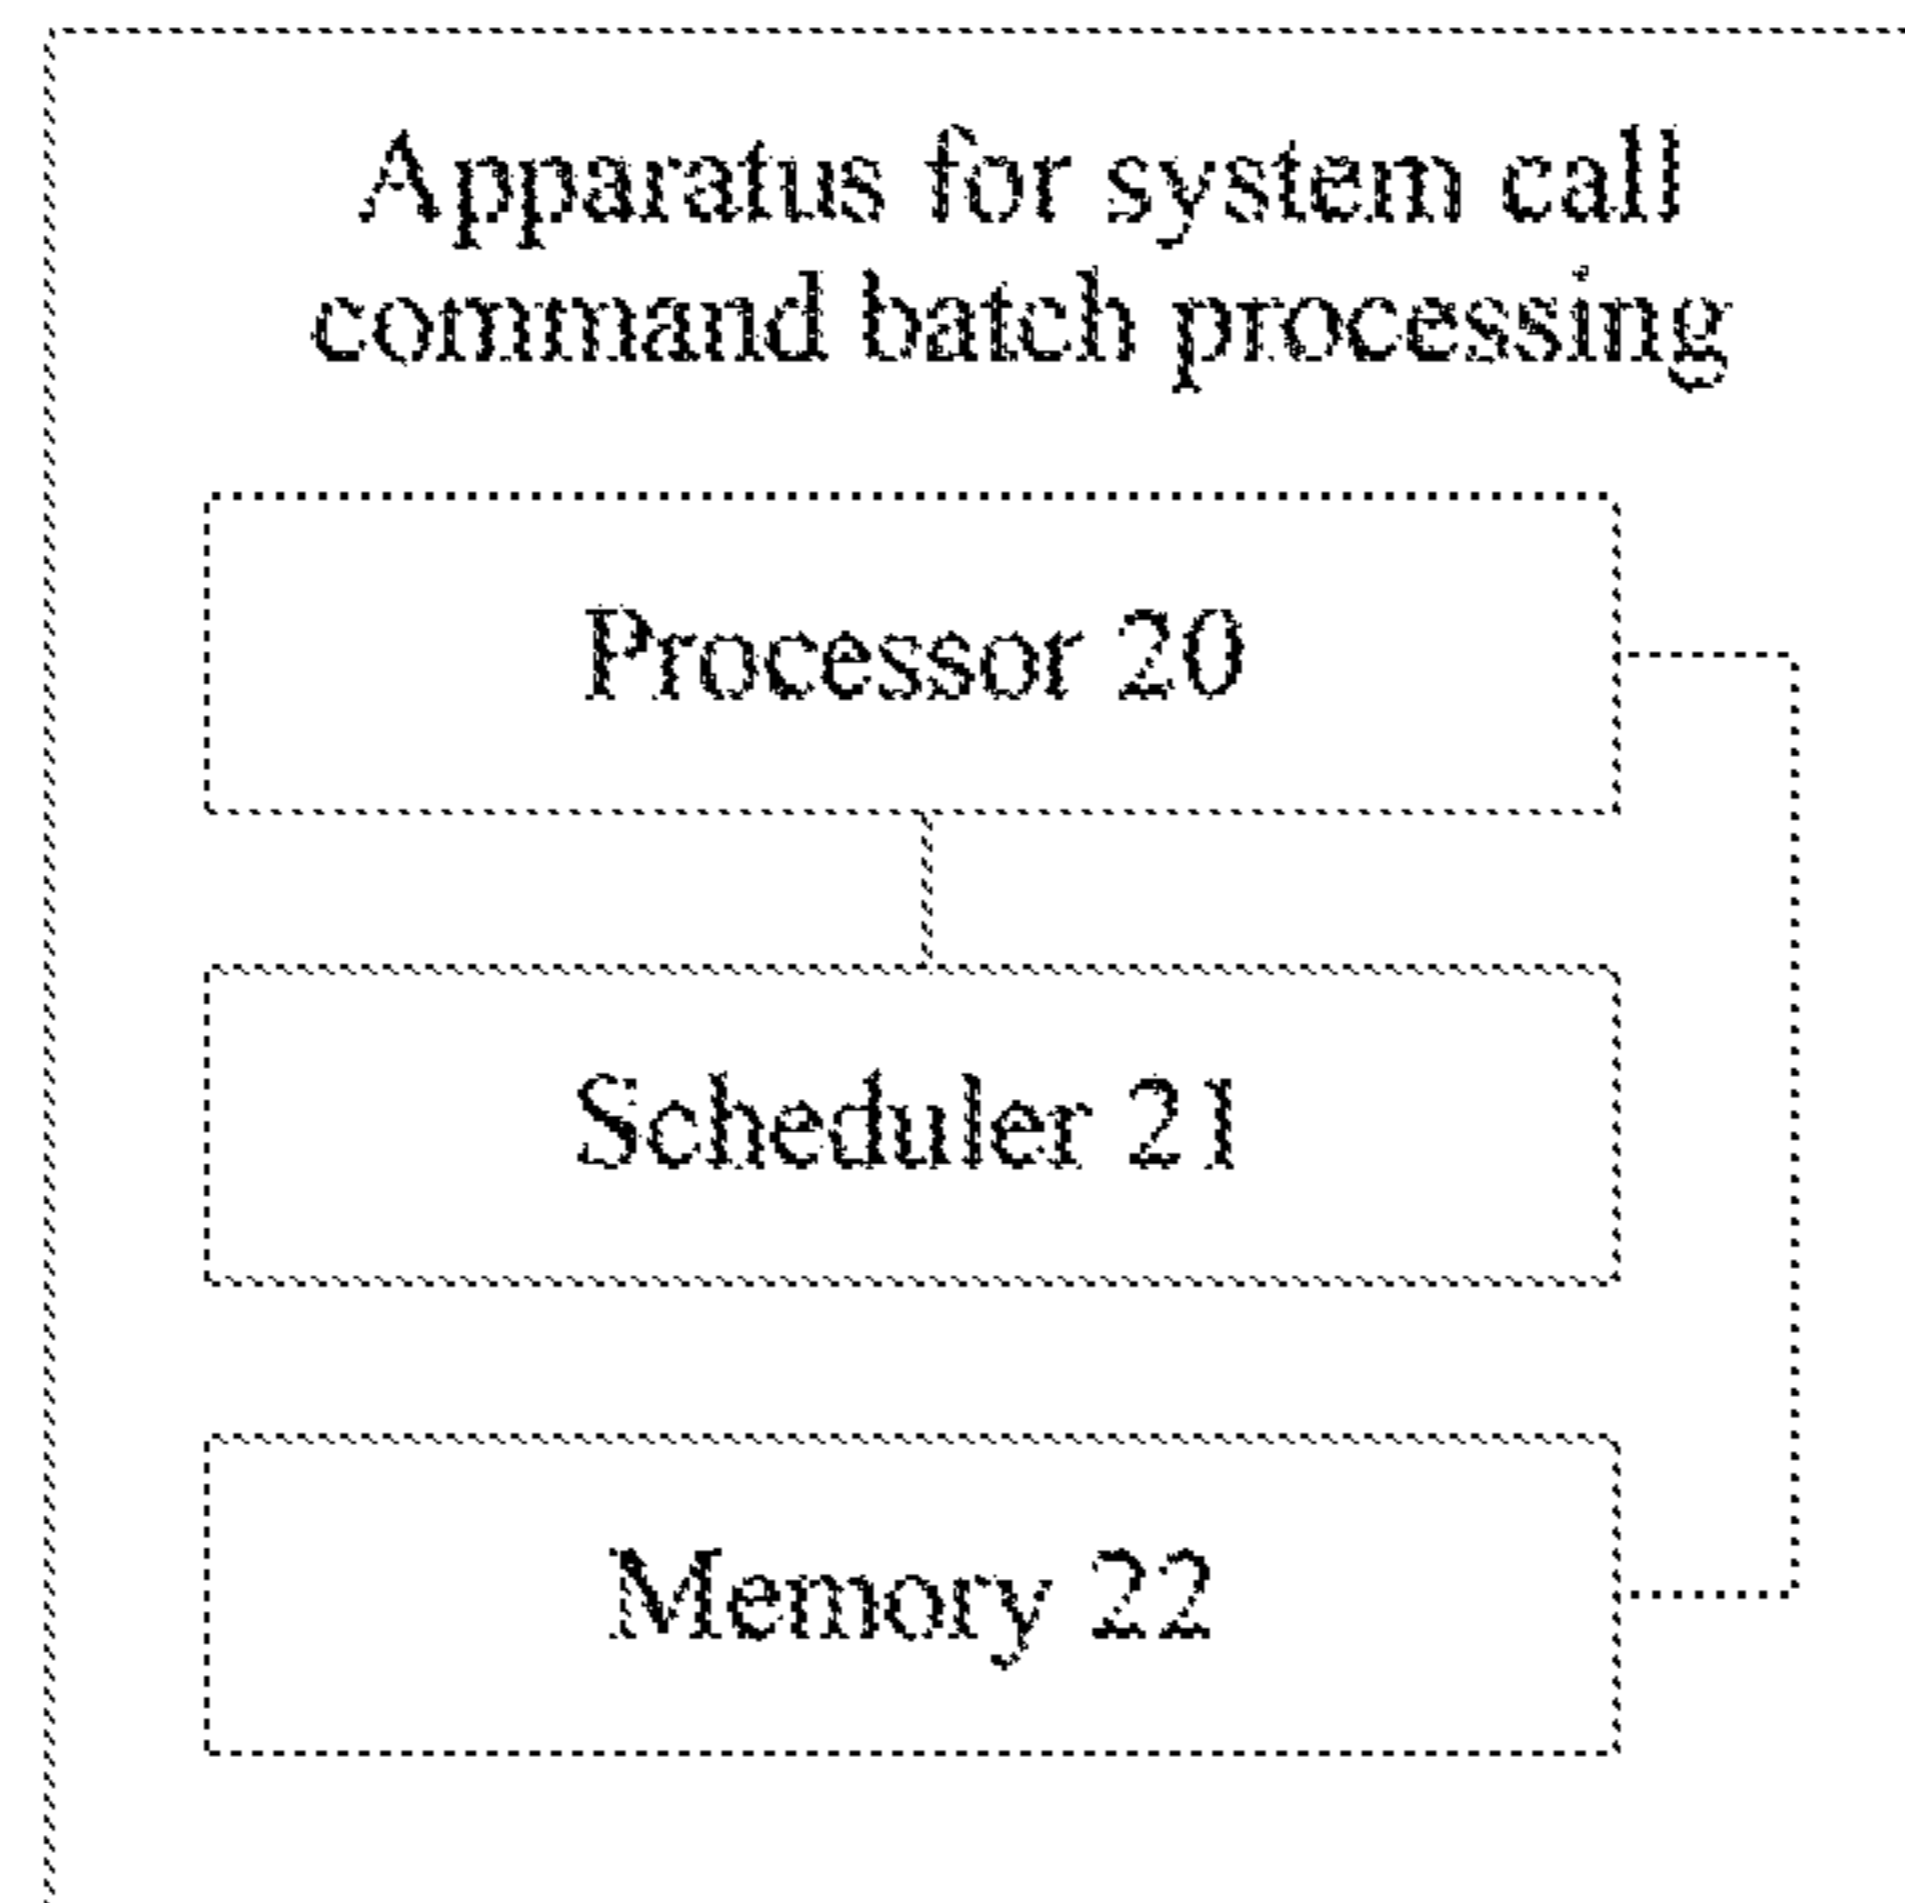 Apparatus for system call
command batch processing
Processor 20
Scheduler 21
Memory 22